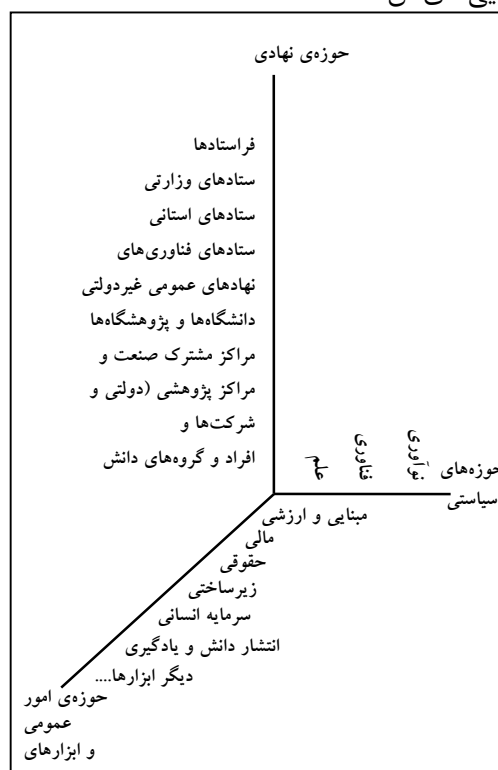 حوزه‌ی نهادی
فراستادها
ستادهای وزارتی
ستادهای استانی
ستادهای فناوری‌های
نهادهای عمومی غیردولتی
دانشگاه‌ها و پژوهشگاه‌ها
مراکز مشترک صنعت و
مراکز پژوهشی (دولتی و
شرکت‌ها و
افراد و گروه‌های دانش
علم
فناوری
نوآوری
حوزه‌های
سیاستی
مبنایی و ارزشی
مالی
حقوقی
زیرساختی
سرمایه انسانی
انتشار دانش و یادگیری
دیگر ابزارها....
حوزه‌ی امور
عمومی
و ابزارهای